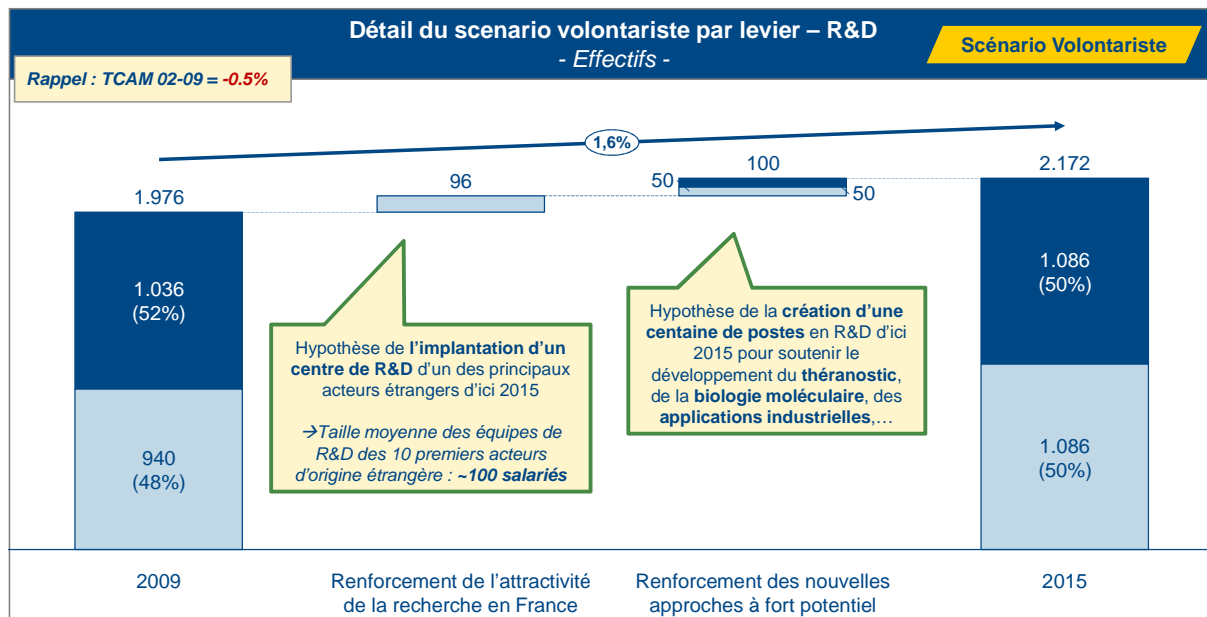 Détail du scenario volontariste par levier – R&D
- Effectifs -
Scénario Volontariste
Rappel : TCAM 02-09 = -0.5%
1,6%
1.976
96
50
100
50
2.172
1.036
(52%)
940
(48%)
Hypothèse de l’implantation d’un
centre de R&D d’un des principaux
acteurs étrangers d’ici 2015
→Taille moyenne des équipes de
R&D des 10 premiers acteurs
d’origine étrangère : ~100 salariés
Hypothèse de la création d’une
centaine de postes en R&D d’ici
2015 pour soutenir le
développement du théranostic,
de la biologie moléculaire, des
applications industrielles,…
1.086
(50%)
1.086
(50%)
2009
Renforcement de l’attractivité
de la recherche en France
Renforcement des nouvelles
approches à fort potentiel
2015